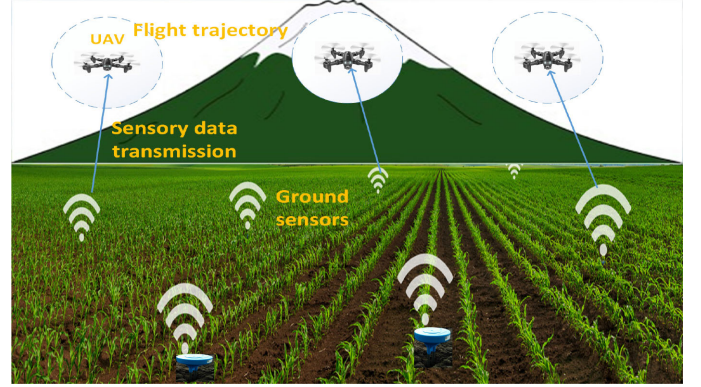 UAV
Flight trajectory
Sensory data
transmission
Ground
sensors